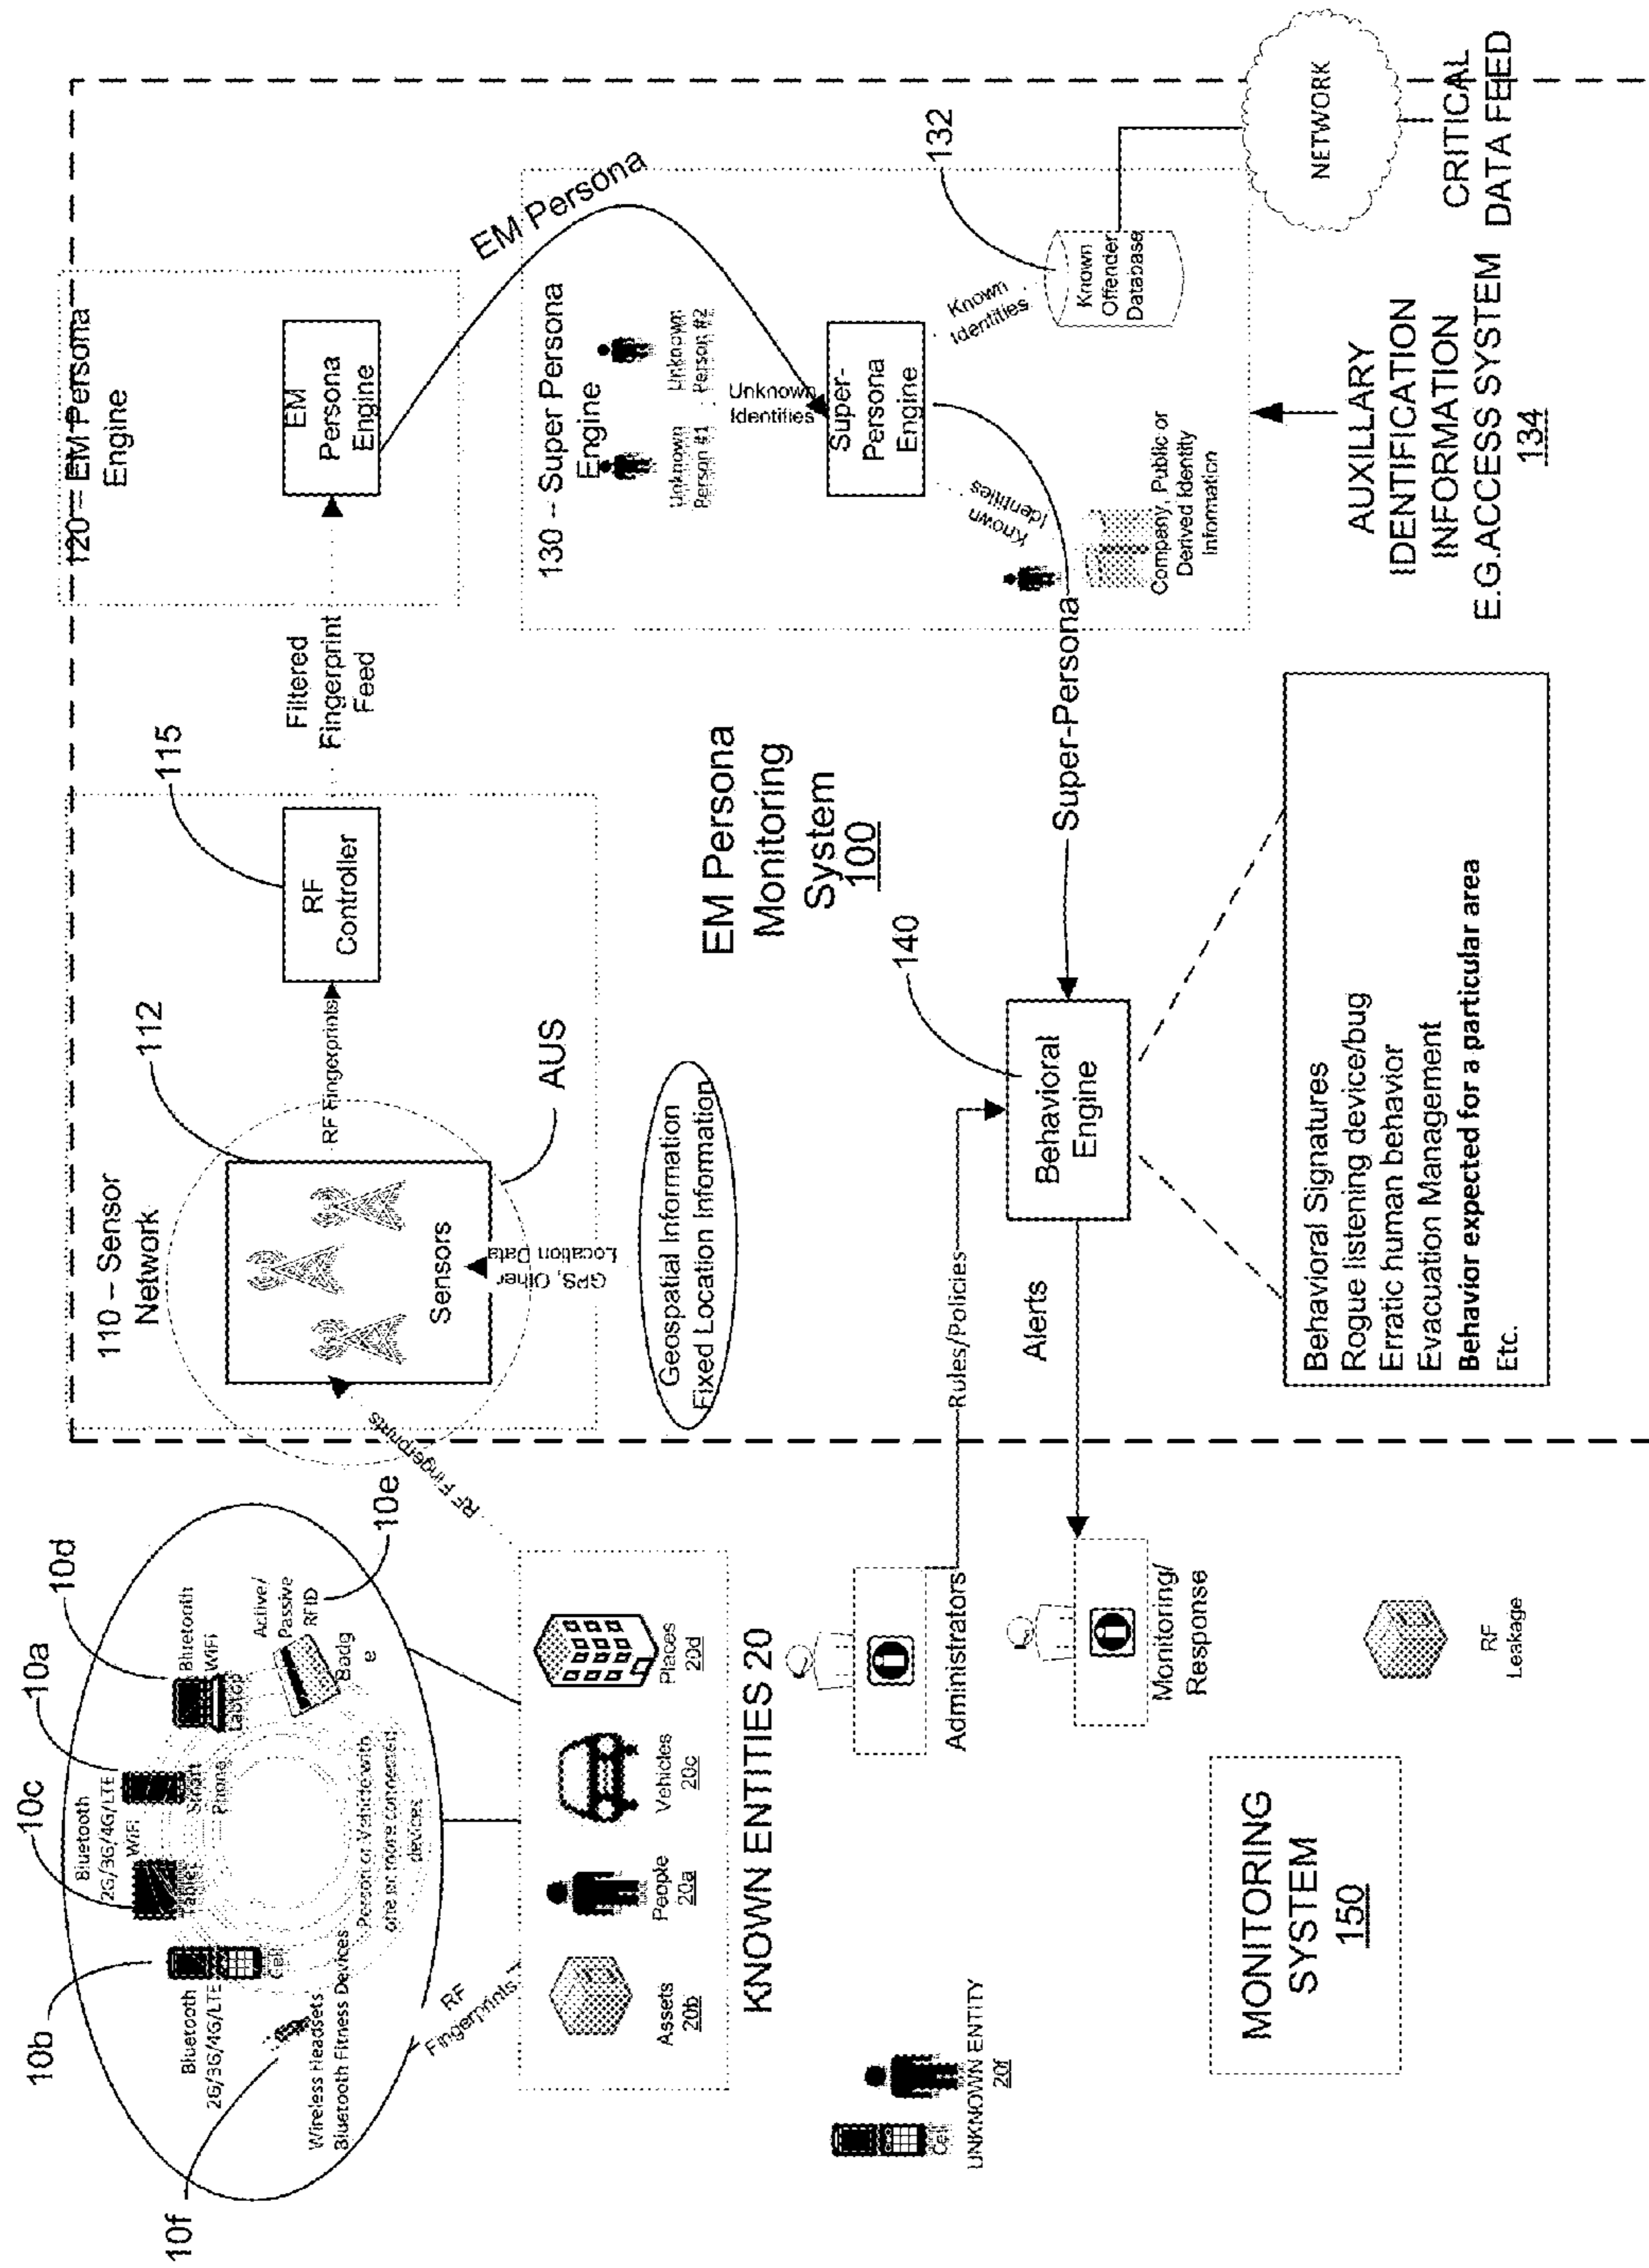 10f
10b
10c
10a
10d
10e
Bluetooth
2G/3G/4G/LTE
Cell
Wireless Headsets
Bluetooth Fitness Devices
Bluetooth
2G/3G/4G/LTE
WiFi
Tablet
Smart
Phone
Bluetooth
WiFi
Laptop
Active/
Passive
RFID
Badg
e
Person or Vehicle with
one or more connected
devices
RF
Fingerprints
RF Fingerprints
Assets
20b
People
20a
Vehicles
20c
Places
20d
KNOWN ENTITIES 20
Cell
UNKNOWN ENTITY
20f
Administrators
Monitoring/
Response
MONITORING
SYSTEM
150
RF
Leakage
110 – Sensor
Network
112
Sensors
GPS, Other
Location Data
AUS
Geospatial Information
Fixed Location Information
RF Fingerprints
115
RF
Controller
Filtered
Fingerprint
Feed
120 – EM Persona
Engine
EM
Persona
Engine
EM Persona
EM Persona
Monitoring
System
100
130 -- Super Persona
Engine
Unknown
Person #1
Unknown
Person #2
Unknown
Identities
Super-
Persona
Engine
Known
Identities
Known
Identities
132
Known
Offender
Database
Company, Public or
Derived Identity
Information
NETWORK
CRITICAL
DATA FEED
AUXILLARY
IDENTIFICATION
INFORMATION
E.G.ACCESS SYSTEM
134
Super-Persona
140
Behavioral
Engine
Rules/Policies
Alerts
Behavioral Signatures
Rogue listening device/bug
Erratic human behavior
Evacuation Management
Behavior expected for a particular area
Etc.